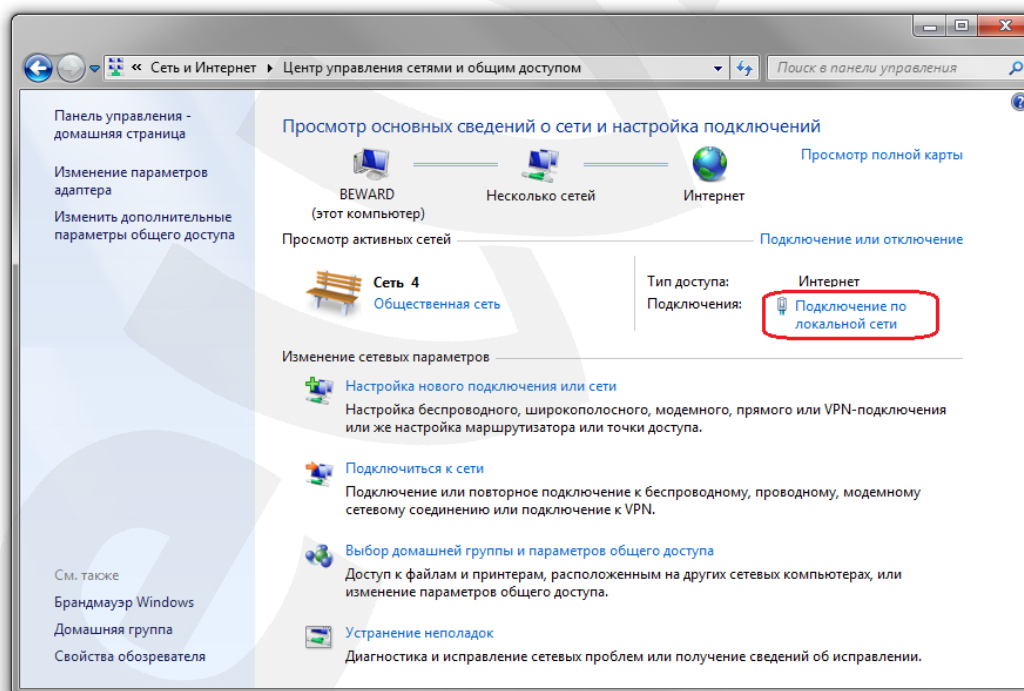 Сеть и Интернет
Центр управления сетями и общим доступом
Поиск в панели управления
Панель управления -
домашняя страница
Изменение параметров
адаптера
Изменить дополнительные
параметры общего доступа
Просмотр основных сведений о сети и настройка подключений
Просмотр полной карты
BEWARD
(этот компьютер)
Несколько сетей
Интернет
Просмотр активных сетей
Подключение или отключение
Сеть 4
Общественная сеть
Тип доступа:
Интернет
Подключения:
Подключение по
локальной сети
Изменение сетевых параметров
Настройка нового подключения или сети
Настройка беспроводного, широкополосного, модемного, прямого или VPN-подключения
или же настройка маршрутизатора или точки доступа.
Подключиться к сети
Подключение или повторное подключение к беспроводному, проводному, модемному
сетевому соединению или подключение к VPN.
Выбор домашней группы и параметров общего доступа
Доступ к файлам и принтерам, расположенным на других сетевых компьютерах, или
изменение параметров общего доступа.
Устранение неполадок
Диагностика и исправление сетевых проблем или получение сведений об исправлении.
См. также
Брандмауэр Windows
Домашняя группа
Свойства обозревателя